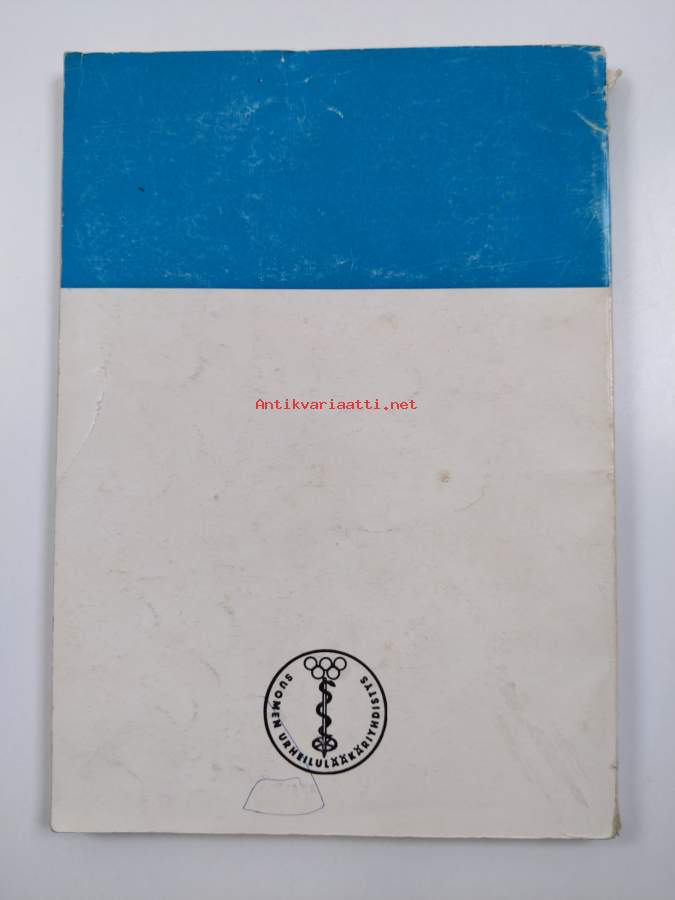 Antikvariaatti.net
SUOMEN URHEILULÄÄKÄRIYHDISTYS